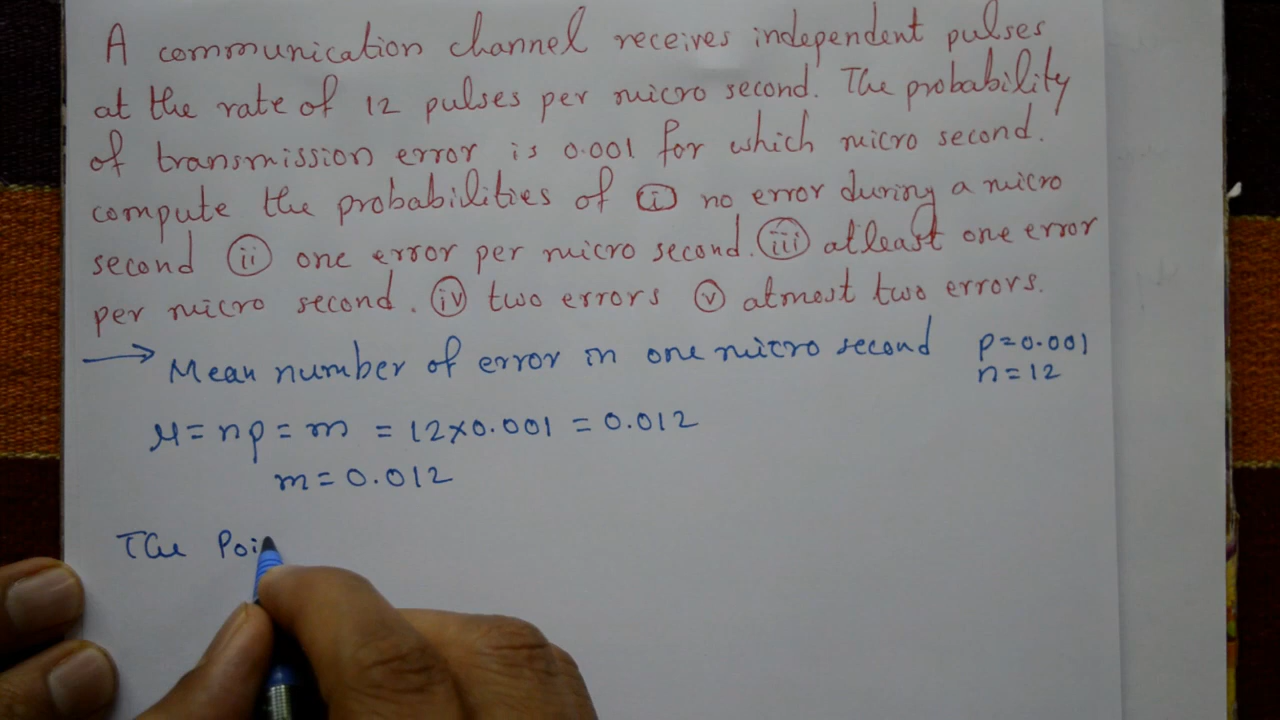 A communication channel receives independent pulses
at the rate of 12 pulses per micro second. The probability
of transmission error is 0.001 for which micro second.
compute the probabilities of (i) no error during a micro
second (ii) one error per micro second. (iii) atleast one error
per micro second. (iv) two errors (v) atmost two errors.
→ Mean number of error in one micro second
p=0.001
n=12
μ = np = m = 12×0.001 = 0.012
m = 0.012
The Poi